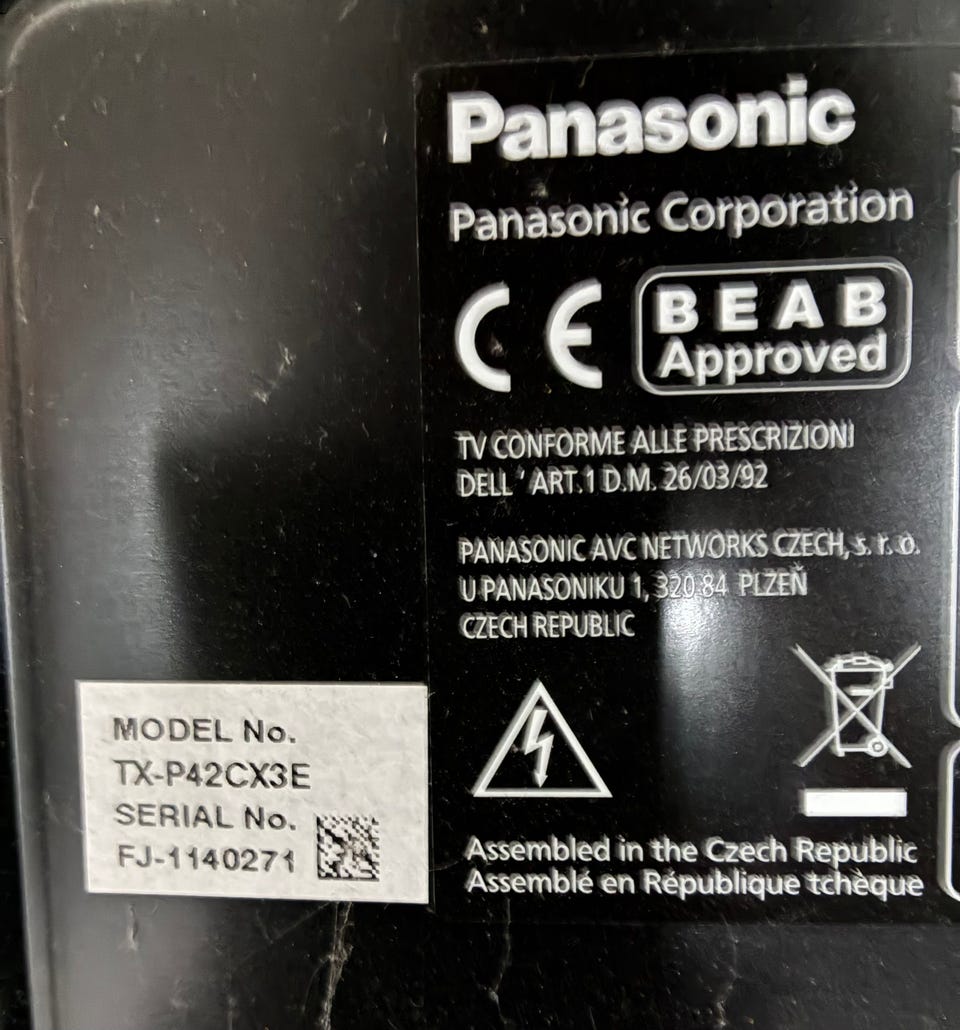 Panasonic
Panasonic Corporation
CE
BEAB
Approved
TV CONFORME ALLE PRESCRIZIONI
DELL ' ART.1 D.M. 26/03/92
PANASONIC AVC NETWORKS CZECH, s. r. o.
U PANASONIKU 1, 320 84 PLZEŇ
CZECH REPUBLIC
MODEL No.
TX-P42CX3E
SERIAL No.
FJ-1140271
Assembled in the Czech Republic
Assemblé en République tchèque